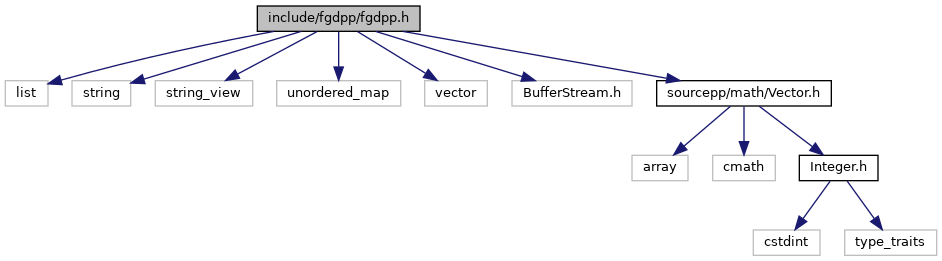 include/fgdpp/fgdpp.h
list
string
string_view
unordered_map
vector
BufferStream.h
sourcepp/math/Vector.h
array
cmath
Integer.h
cstdint
type_traits